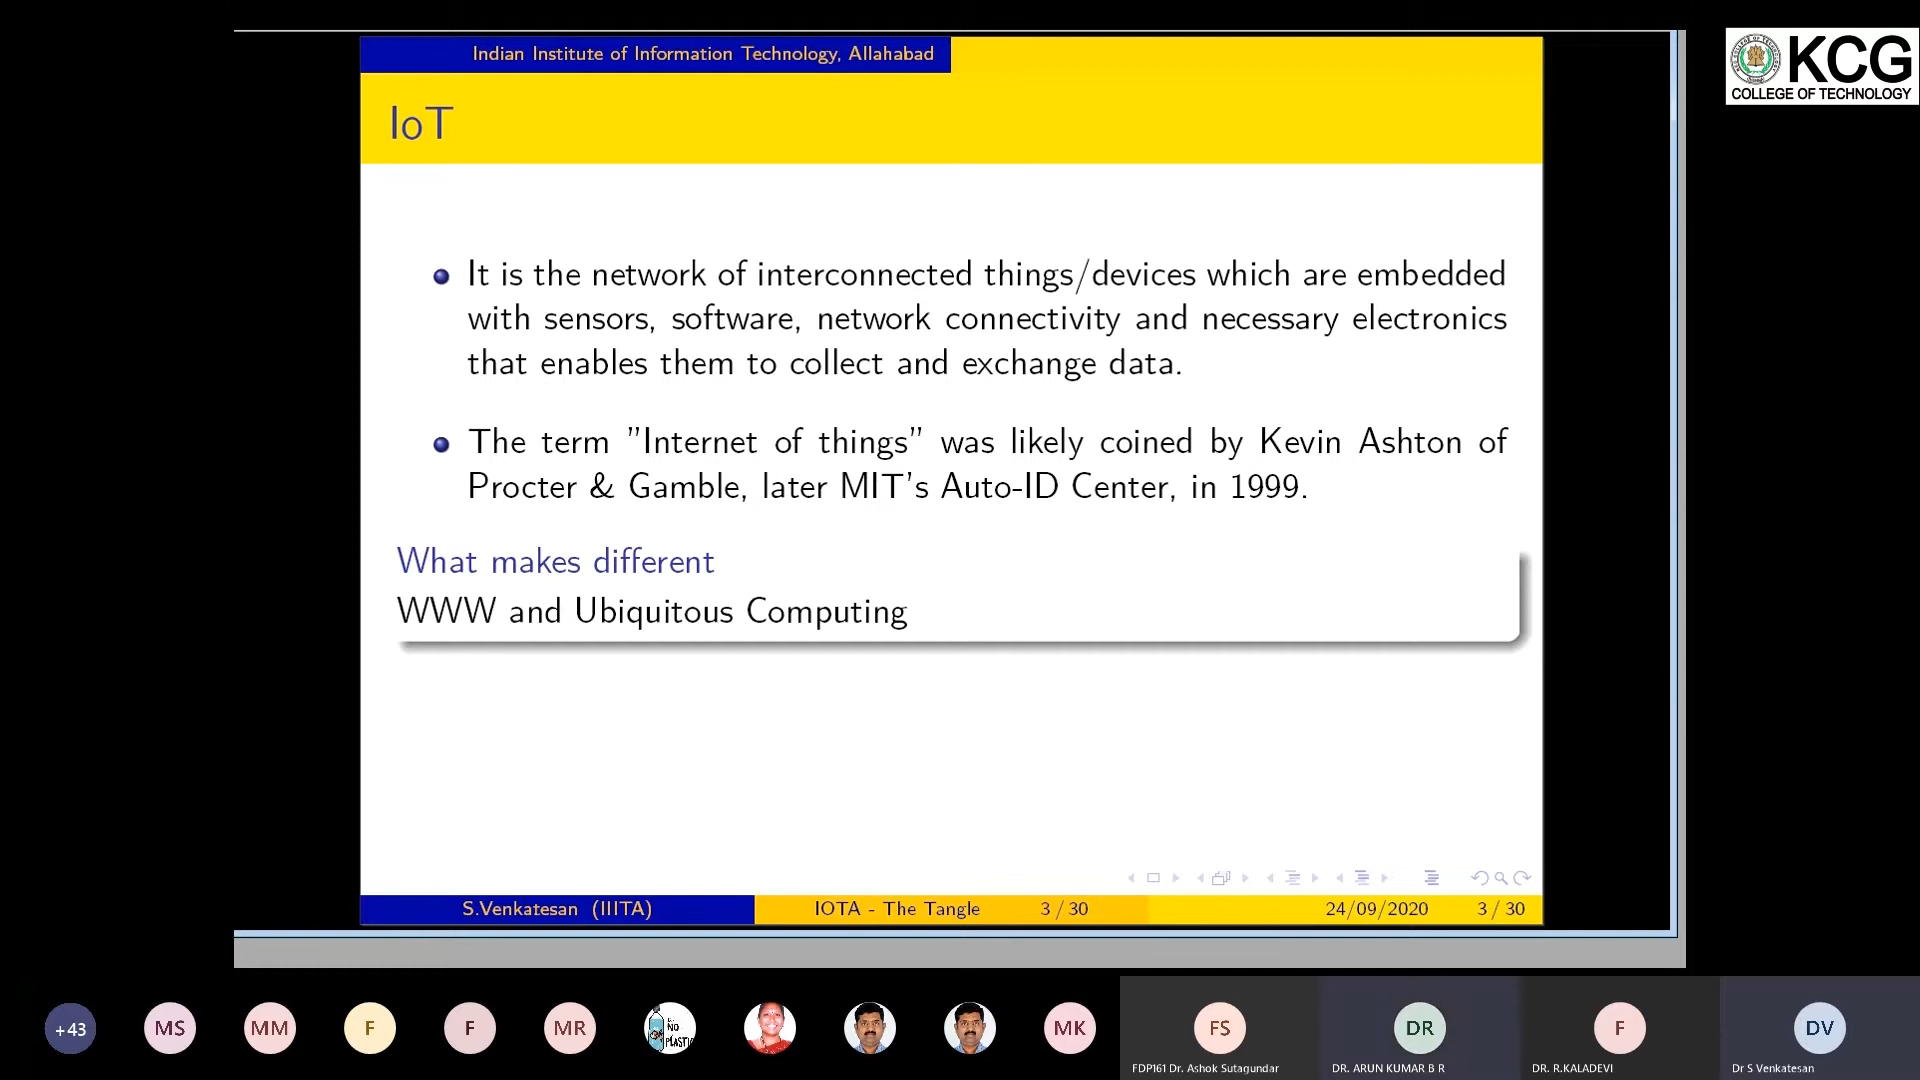 Indian Institute of Information Technology, Allahabad
KCG
COLLEGE OF TECHNOLOGY
IoT
It is the network of interconnected things/devices which are embedded
with sensors, software, network connectivity and necessary electronics
that enables them to collect and exchange data.
The term "Internet of things" was likely coined by Kevin Ashton of
Procter & Gamble, later MIT's Auto-ID Center, in 1999.
What makes different
WWW and Ubiquitous Computing
S.Venkatesan (IIITA) IOTA - The Tangle 3 / 30 24/09/2020 3 / 30
+43 MS MM F F MR NO PLASTIC MK FS DR F DV
FDP161 Dr. Ashok Sutagundar DR. ARUN KUMAR B R DR. R.KALADEVI Dr S Venkatesan